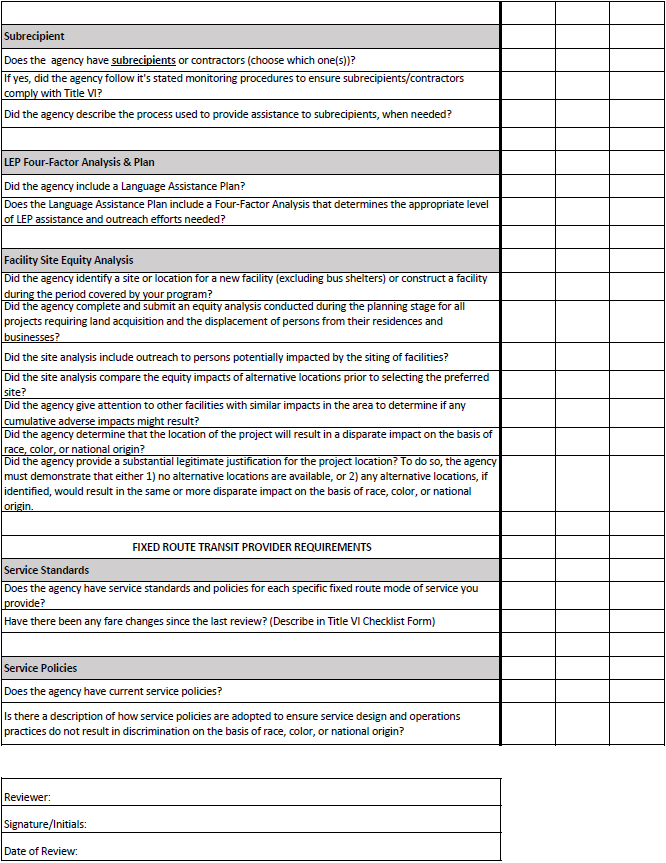 Subrecipient
Does the  agency have subrecipients or contractors (choose which one(s))?
If yes, did the agency follow it's stated monitoring procedures to ensure subrecipients/contractors
comply with Title VI?
Did the agency describe the process used to provide assistance to subrecipients, when needed?
LEP Four-Factor Analysis & Plan
Did the agency include a Language Assistance Plan?
Does the Language Assistance Plan include a Four-Factor Analysis that determines the appropriate level
of LEP assistance and outreach efforts needed?
Facility Site Equity Analysis
Did the agency identify a site or location for a new facility (excluding bus shelters) or construct a facility
during the period covered by your program?
Did the agency complete and submit an equity analysis conducted during the planning stage for all
projects requiring land acquisition and the displacement of persons from their residences and
businesses?
Did the site analysis include outreach to persons potentially impacted by the siting of facilities?
Did the site analysis compare the equity impacts of alternative locations prior to selecting the preferred
site?
Did the agency give attention to other facilities with similar impacts in the area to determine if any
cumulative adverse impacts might result?
Did the agency determine that the location of the project will result in a disparate impact on the basis of
race, color, or national origin?
Did the agency provide a substantial legitimate justification for the project location? To do so, the agency
must demonstrate that either 1) no alternative locations are available, or 2) any alternative locations, if
identified, would result in the same or more disparate impact on the basis of race, color, or national
origin.
FIXED ROUTE TRANSIT PROVIDER REQUIREMENTS
Service Standards
Does the agency have service standards and policies for each specific fixed route mode of service you
provide?
Have there been any fare changes since the last review? (Describe in Title VI Checklist Form)
Service Policies
Does the agency have current service policies?
Is there a description of how service policies are adopted to ensure service design and operations
practices do not result in discrimination on the basis of race, color, or national origin?
Reviewer:
Signature/Initials:
Date of Review: